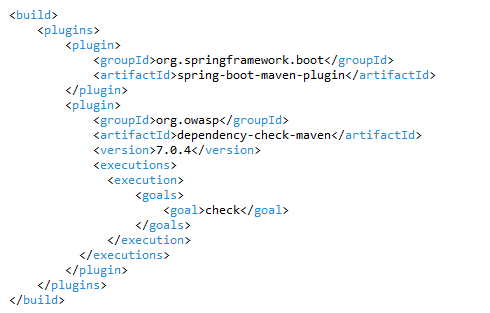 <build>
    <plugins>
        <plugin>
            <groupId>org.springframework.boot</groupId>
            <artifactId>spring-boot-maven-plugin</artifactId>
        </plugin>
        <plugin>
            <groupId>org.owasp</groupId>
            <artifactId>dependency-check-maven</artifactId>
            <version>7.0.4</version>
            <executions>
              <execution>
                  <goals>
                      <goal>check</goal>
                  </goals>
              </execution>
          </executions>
        </plugin>
    </plugins>
</build>